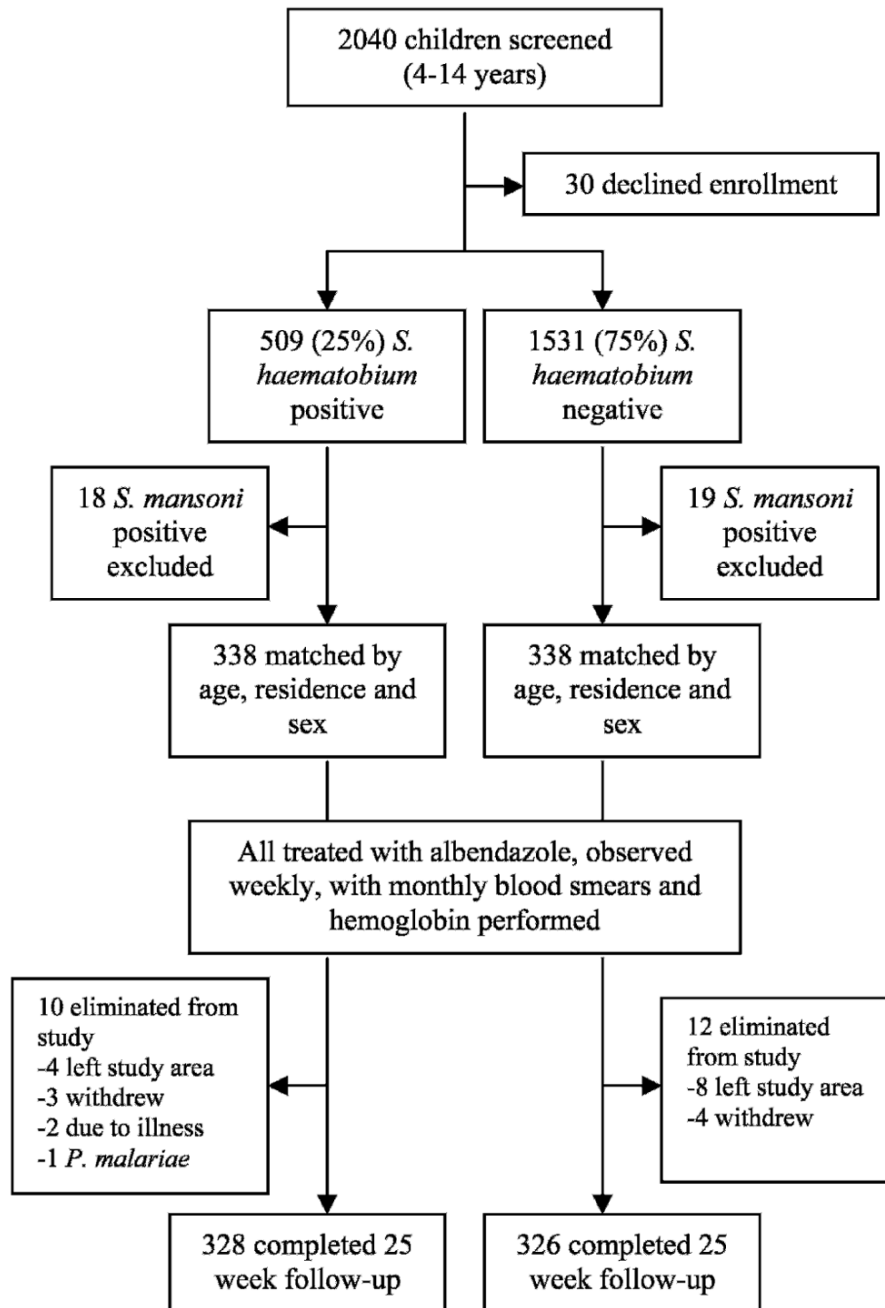 2040 children screened
(4-14 years)
30 declined enrollment
509 (25%) S.
haematobium
positive
1531 (75%) S.
haematobium
negative
18 S. mansoni
positive
excluded
19 S. mansoni
positive
excluded
338 matched by
age, residence and
sex
338 matched by
age, residence and
sex
All treated with albendazole, observed
weekly, with monthly blood smears and
hemoglobin performed
10 eliminated from
study
-4 left study area
-3 withdrew
-2 due to illness
-1 P. malariae
12 eliminated
from study
-8 left study area
-4 withdrew
328 completed 25
week follow-up
326 completed 25
week follow-up